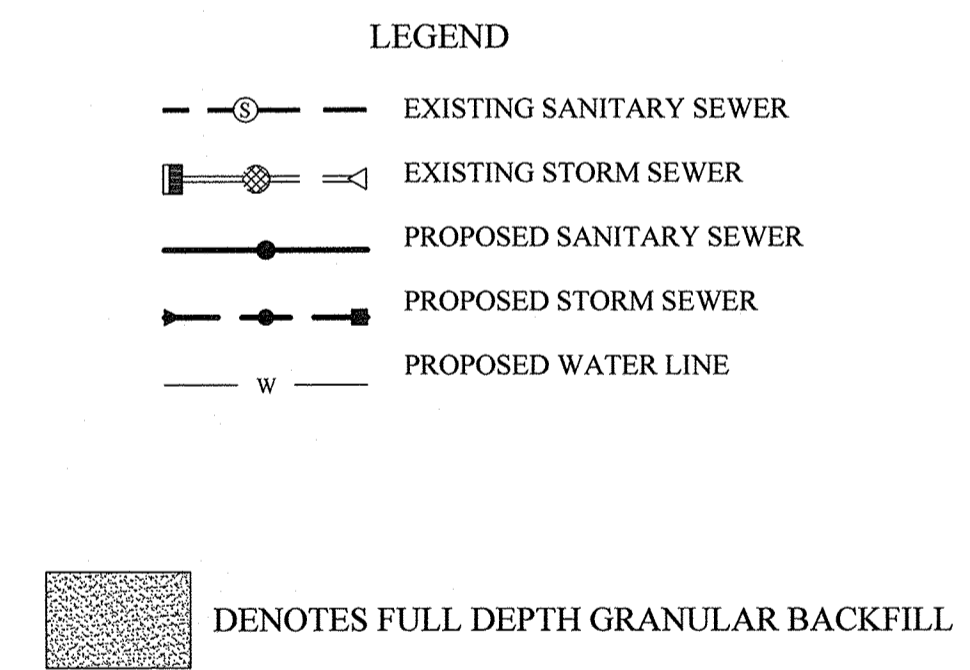 LEGEND
S EXISTING SANITARY SEWER
EXISTING STORM SEWER
PROPOSED SANITARY SEWER
PROPOSED STORM SEWER
W PROPOSED WATER LINE
DENOTES FULL DEPTH GRANULAR BACKFILL